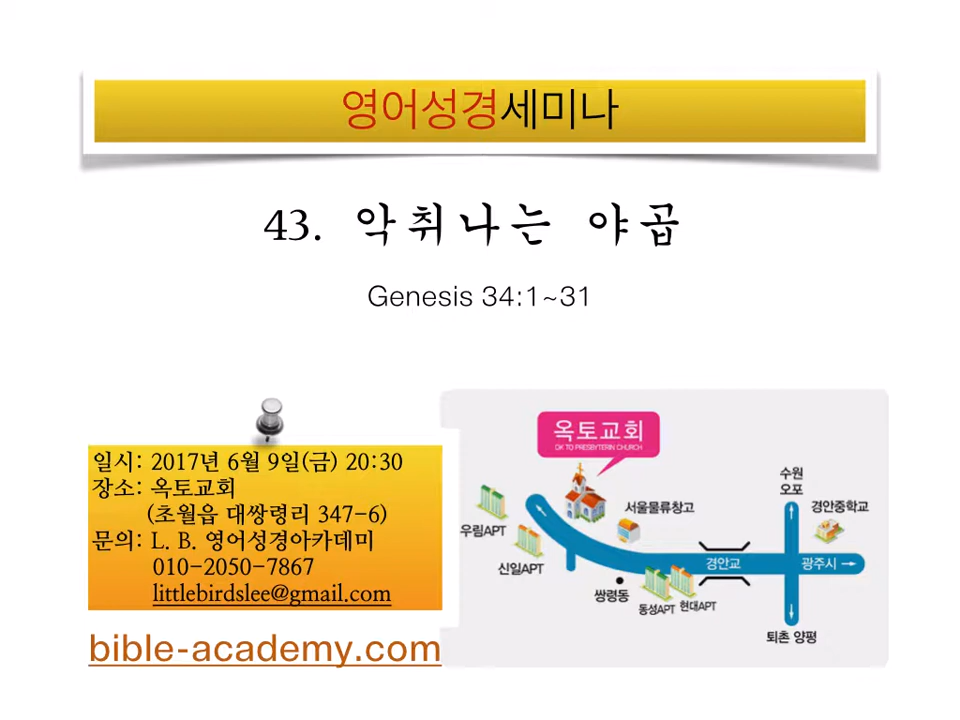 영어성경세미나
43. 악취나는 야곱
Genesis 34:1~31
일시: 2017년 6월 9일(금) 20:30
장소: 옥토교회
(초월읍 대쌍령리 347-6)
문의: L. B. 영어성경아카데미
010-2050-7867
littlebirdslee@gmail.com
bible-academy.com
옥토교회
OK TO PRESBYTERIN CHURCH
수원
오포
경안중학교
서울물류창고
우림APT
신일APT
경안교
광주시
쌍령동
동성APT
현대APT
퇴촌 양평